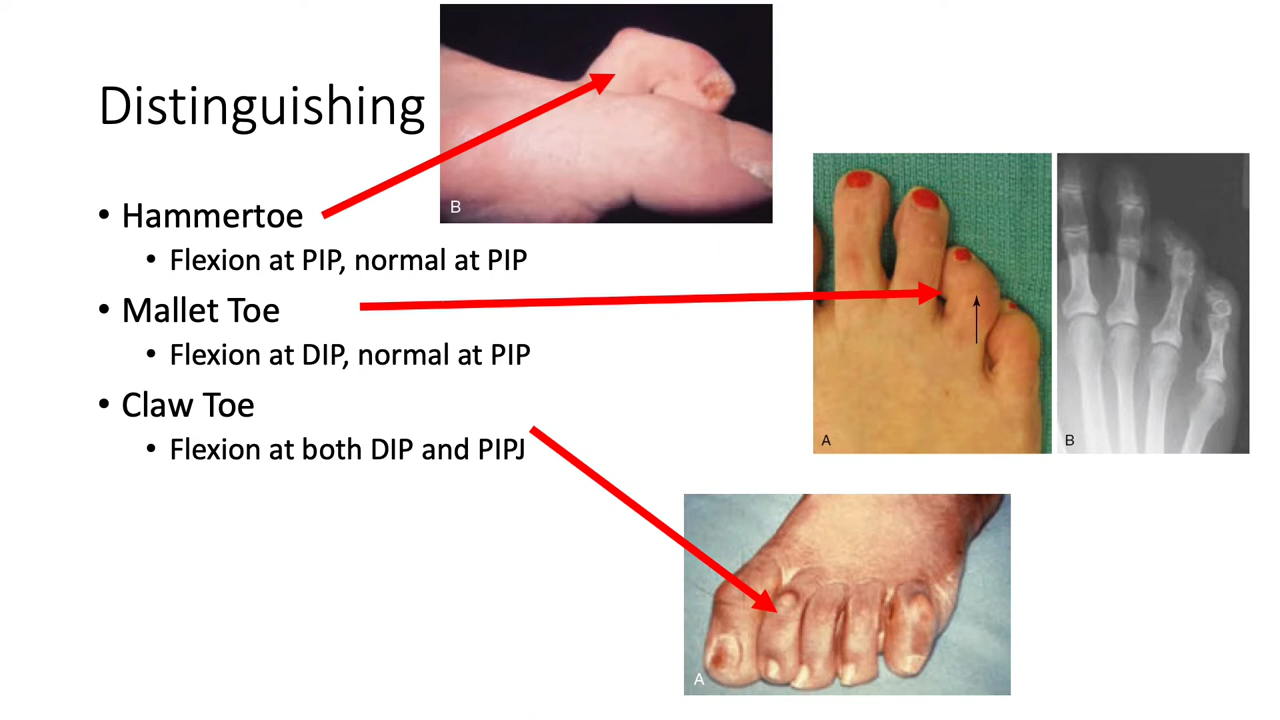 Distinguishing
• Hammertoe
• Flexion at PIP, normal at PIP
• Mallet Toe
• Flexion at DIP, normal at PIP
• Claw Toe
• Flexion at both DIP and PIPJ
B
A
B
A